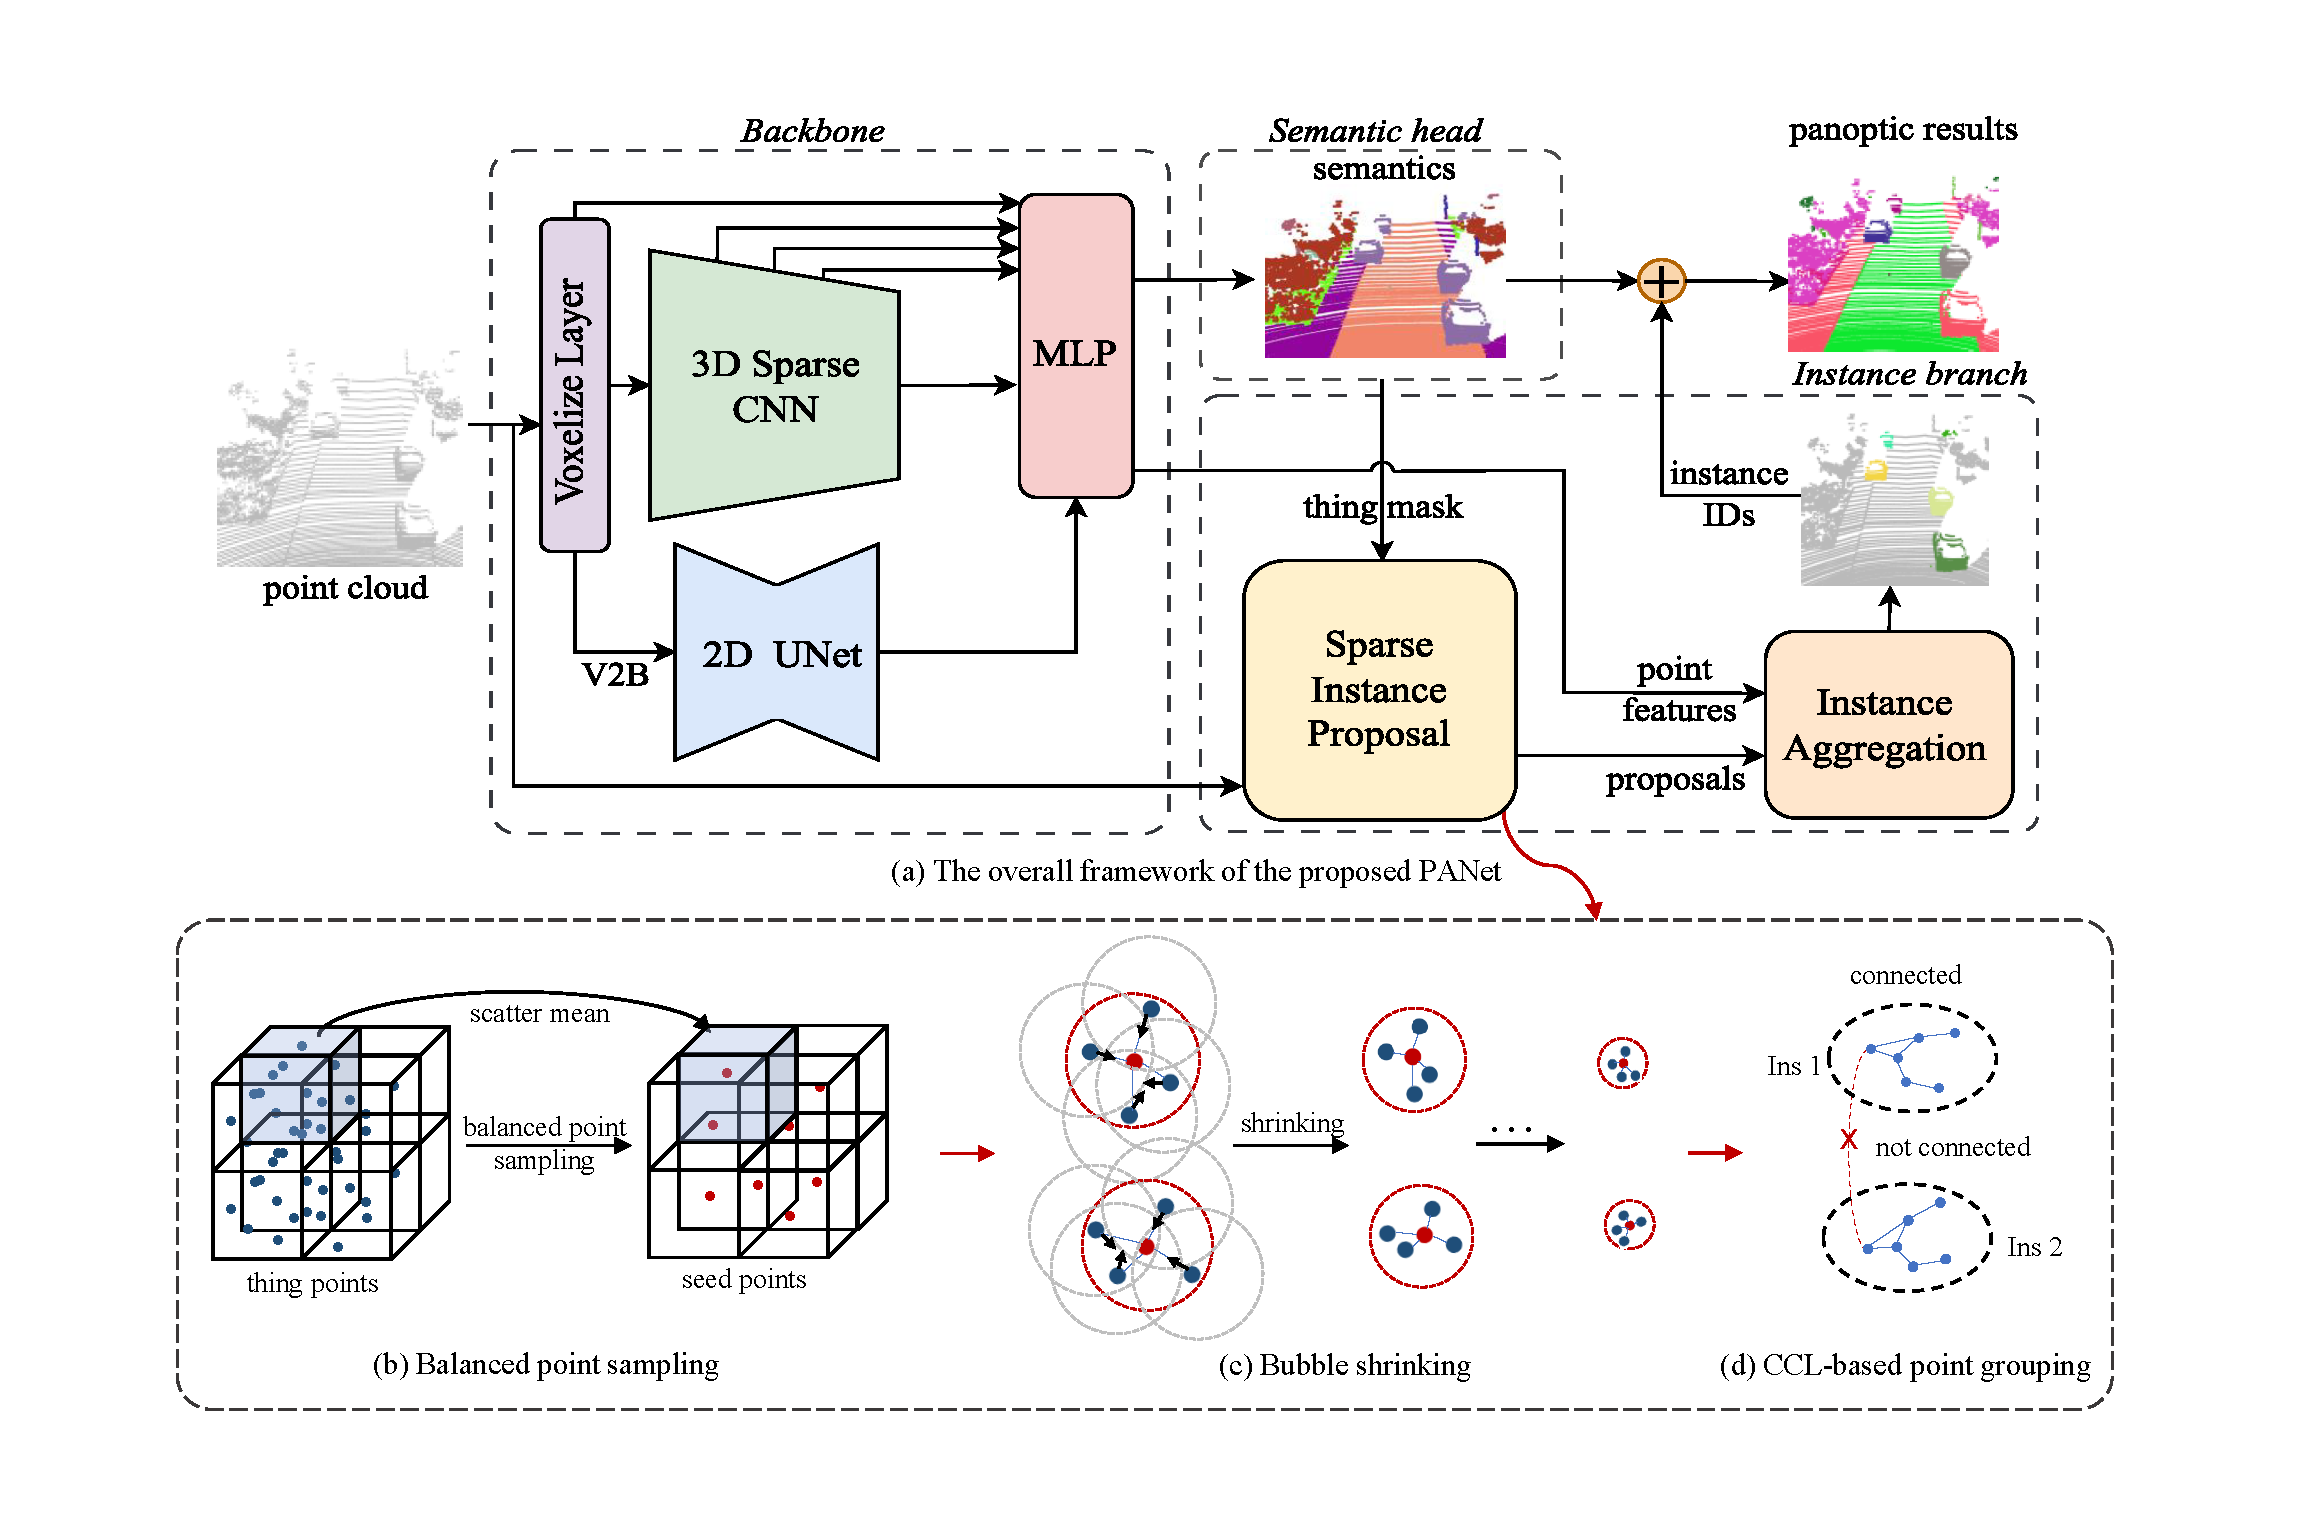 Backbone
Semantic head
semantics
panoptic results
Voxelize Layer
3D Sparse
CNN
MLP
point cloud
V2B
2D UNet
thing mask
Instance branch
instance
IDs
Sparse
Instance
Proposal
point
features
proposals
Instance
Aggregation
(a) The overall framework of the proposed PANet
scatter mean
balanced point
sampling
thing points
seed points
(b) Balanced point sampling
shrinking
...
(c) Bubble shrinking
connected
Ins 1
X
not connected
Ins 2
(d) CCL-based point grouping